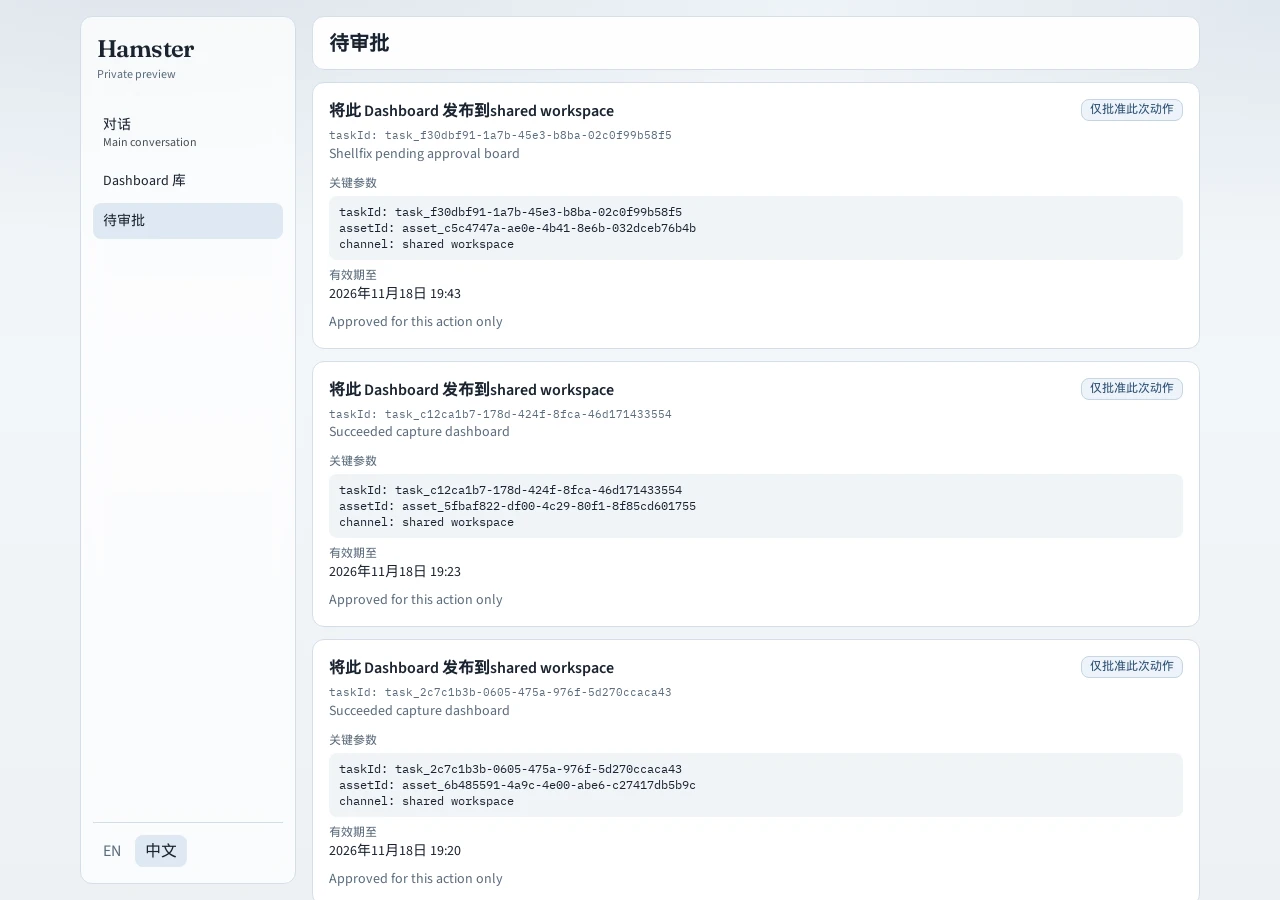 Hamster
Private preview
对话
Main conversation
Dashboard 库
待审批
EN
中文
待审批
将此 Dashboard 发布到shared workspace
仅批准此次动作
taskId: task_f30dbf91-1a7b-45e3-b8ba-02c0f99b58f5
Shellfix pending approval board
关键参数
taskId: task_f30dbf91-1a7b-45e3-b8ba-02c0f99b58f5
assetId: asset_c5c4747a-ae0e-4b41-8e6b-032dceb76b4b
channel: shared workspace
有效期至
2026年11月18日 19:43
Approved for this action only
将此 Dashboard 发布到shared workspace
仅批准此次动作
taskId: task_c12ca1b7-178d-424f-8fca-46d171433554
Succeeded capture dashboard
关键参数
taskId: task_c12ca1b7-178d-424f-8fca-46d171433554
assetId: asset_5fbaf822-df00-4c29-80f1-8f85cd601755
channel: shared workspace
有效期至
2026年11月18日 19:23
Approved for this action only
将此 Dashboard 发布到shared workspace
仅批准此次动作
taskId: task_2c7c1b3b-0605-475a-976f-5d270ccaca43
Succeeded capture dashboard
关键参数
taskId: task_2c7c1b3b-0605-475a-976f-5d270ccaca43
assetId: asset_6b485591-4a9c-4e00-abe6-c27417db5b9c
channel: shared workspace
有效期至
2026年11月18日 19:20
Approved for this action only